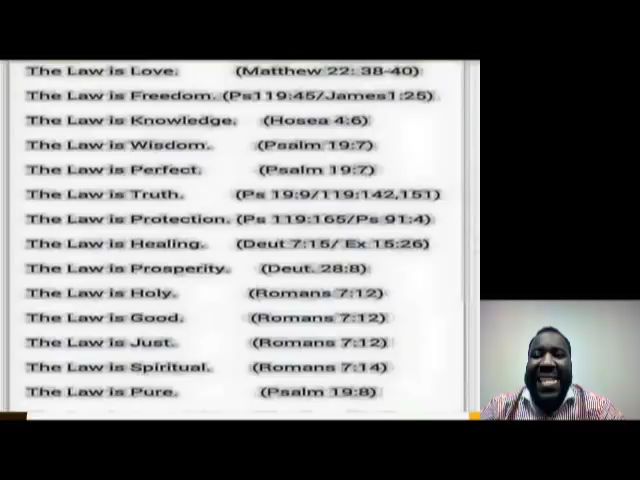 The Law is Love. (Matthew 22: 38-40)
The Law is Freedom. (Ps119:45/James1:25)
The Law is Knowledge. (Hosea 4:6)
The Law is Wisdom. (Psalm 19:7)
The Law is Perfect. (Psalm 19:7)
The Law is Truth. (Ps 19:9/119:142,151)
The Law is Protection. (Ps 119:165/Ps 91:4)
The Law is Healing. (Deut 7:15/ Ex 15:26)
The Law is Prosperity. (Deut. 28:8)
The Law is Holy. (Romans 7:12)
The Law is Good. (Romans 7:12)
The Law is Just. (Romans 7:12)
The Law is Spiritual. (Romans 7:14)
The Law is Pure. (Psalm 19:8)